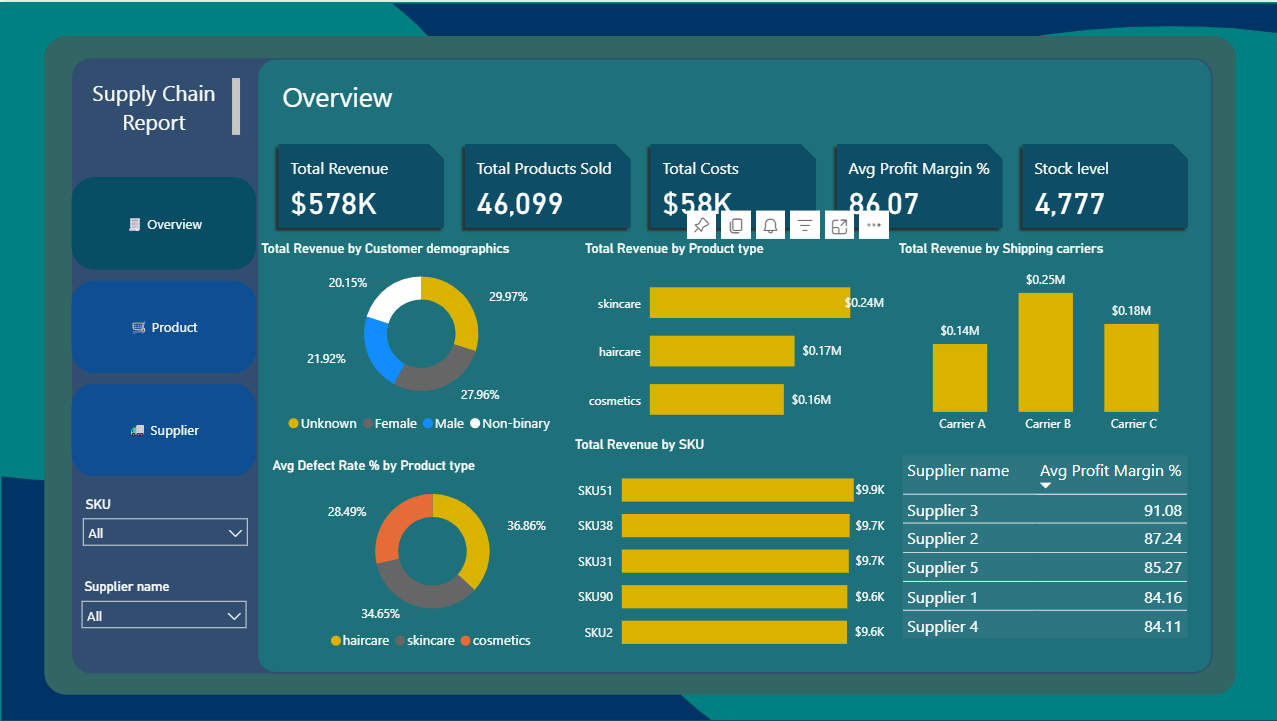 Supply Chain
Report
Overview
Product
Supplier
SKU
All
Supplier name
All
Overview
Total Revenue
$578K
Total Products Sold
46,099
Total Costs
$58K
Avg Profit Margin %
86.07
Stock level
4,777
Total Revenue by Customer demographics
20.15%
29.97%
21.92%
27.96%
Unknown Female Male Non-binary
Total Revenue by Product type
skincare $0.24M
haircare $0.17M
cosmetics $0.16M
Total Revenue by Shipping carriers
$0.14M
$0.25M
$0.18M
Carrier A Carrier B Carrier C
Avg Defect Rate % by Product type
28.49%
36.86%
34.65%
haircare skincare cosmetics
Total Revenue by SKU
SKU51 $9.9K
SKU38 $9.7K
SKU31 $9.7K
SKU90 $9.6K
SKU2 $9.6K
Supplier name Avg Profit Margin %
Supplier 3 91.08
Supplier 2 87.24
Supplier 5 85.27
Supplier 1 84.16
Supplier 4 84.11